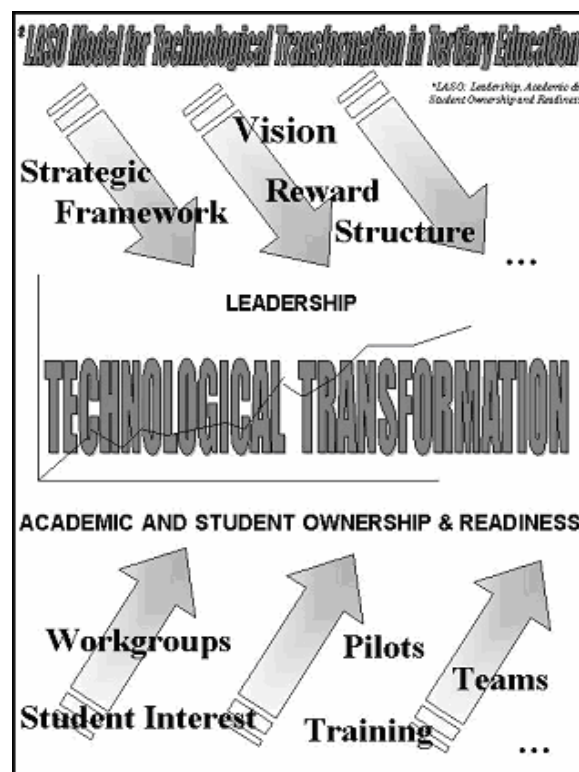 *LASO Model for Technological Transformation in Tertiary Education
*LASO: Leadership, Academic &
Student Ownership and Readiness
Vision
Strategic
Reward
Framework
Structure
...
LEADERSHIP
TECHNOLOGICAL TRANSFORMATION
ACADEMIC AND STUDENT OWNERSHIP & READINESS
Workgroups
Pilots
Teams
Student Interest
Training
...